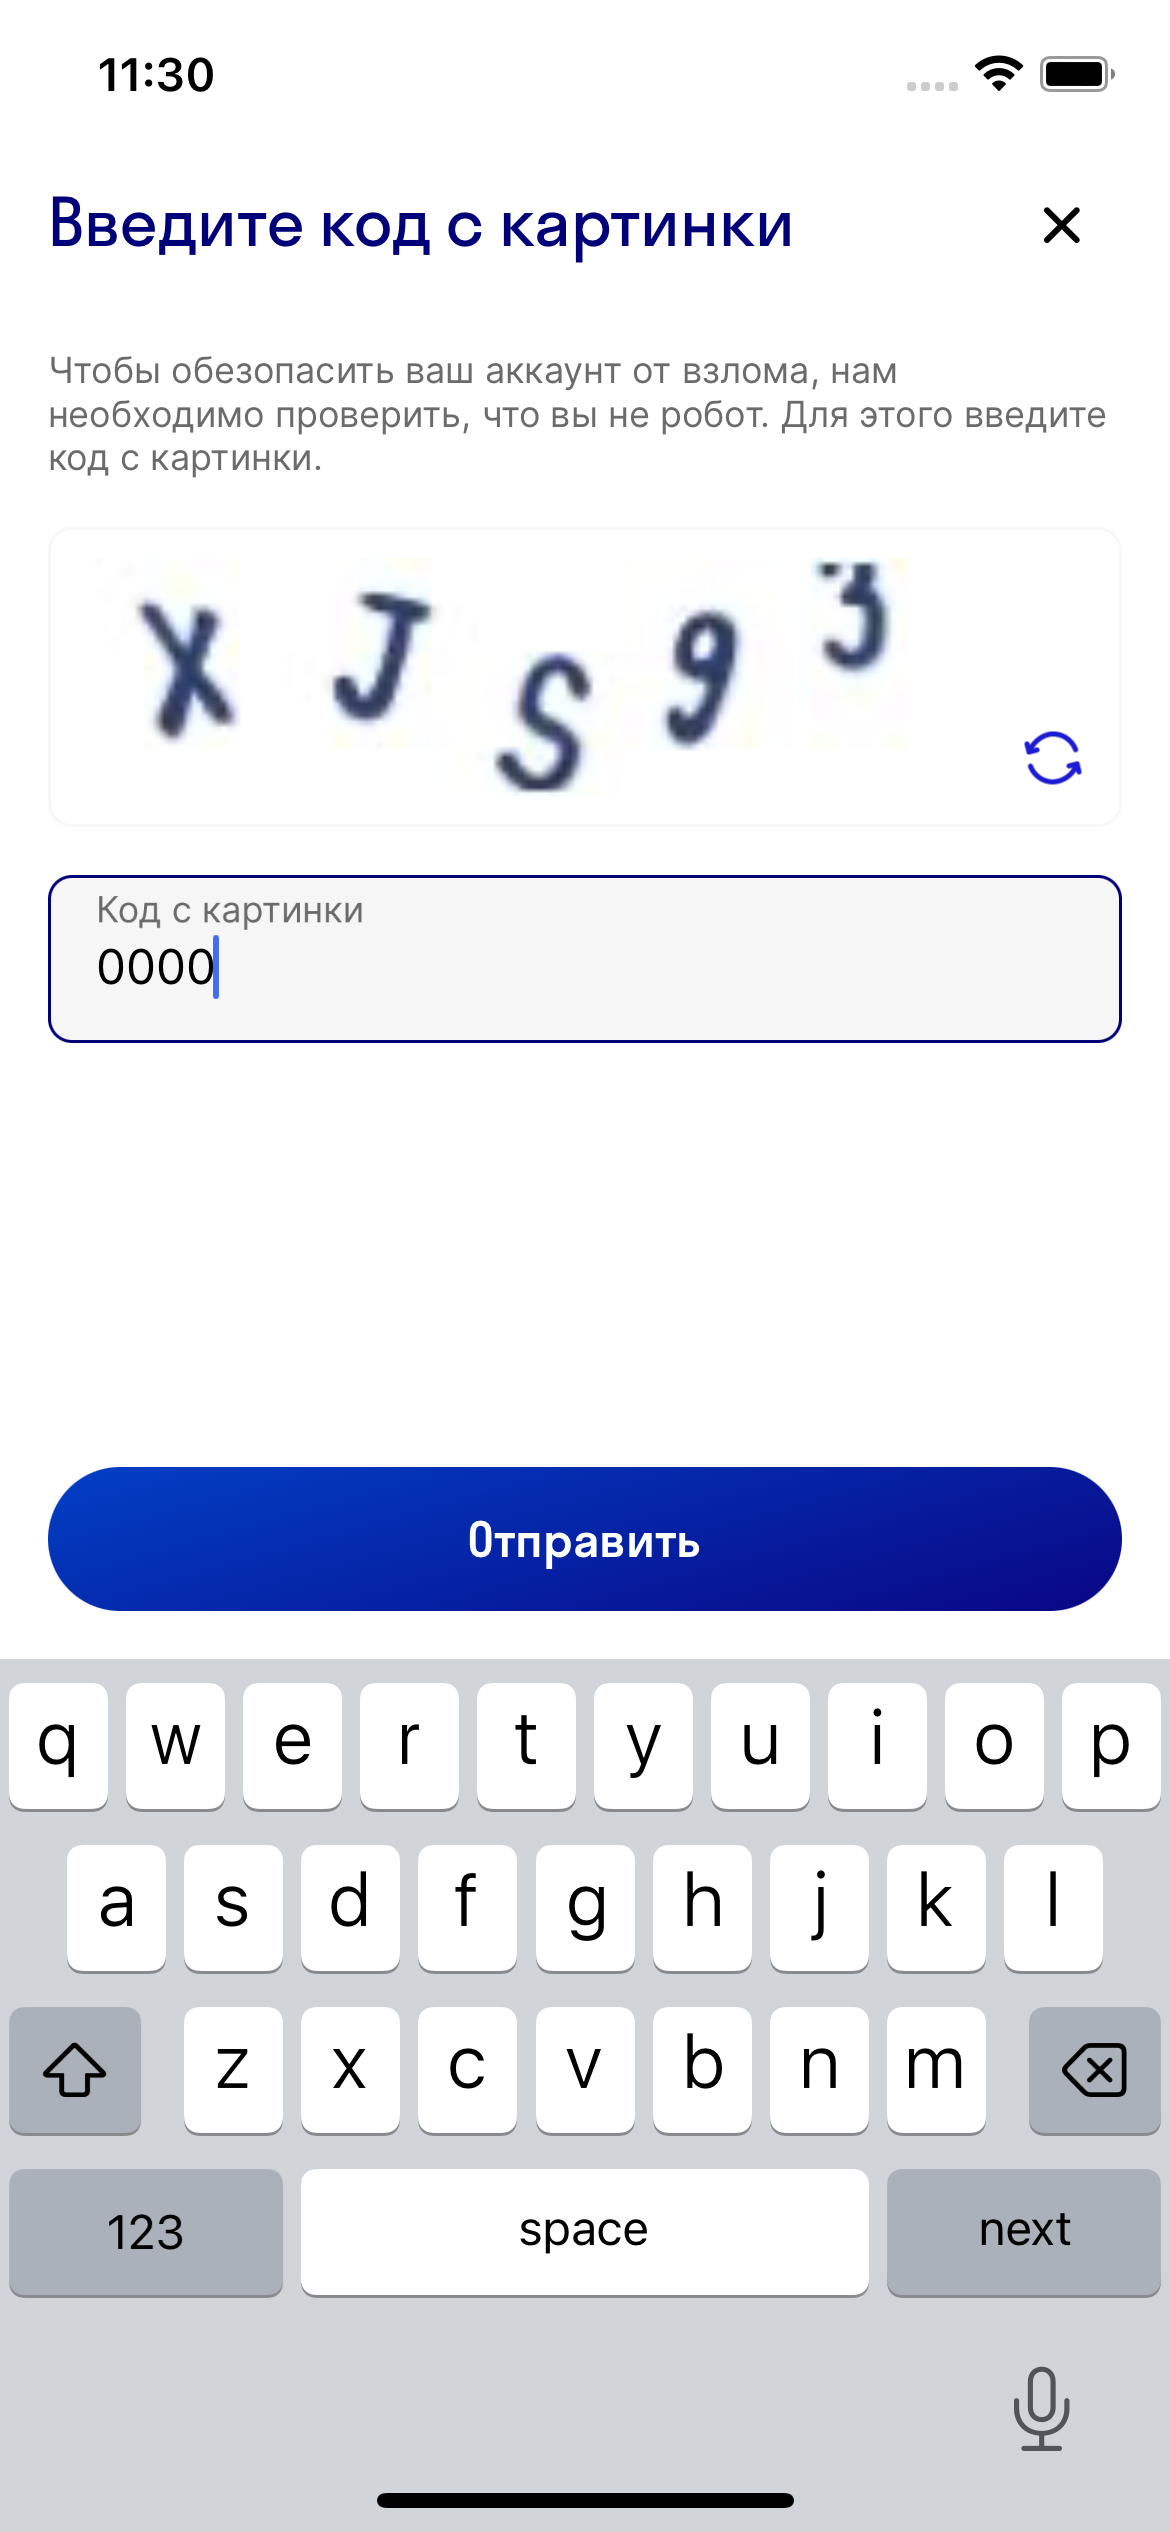 11:30
Введите код с картинки
Чтобы обезопасить ваш аккаунт от взлома, нам
необходимо проверить, что вы не робот. Для этого введите
код с картинки.
X J S 9 3
Код с картинки
0000
Отправить
q w e r t y u i o p
a s d f g h j k l
z x c v b n m
123 space next